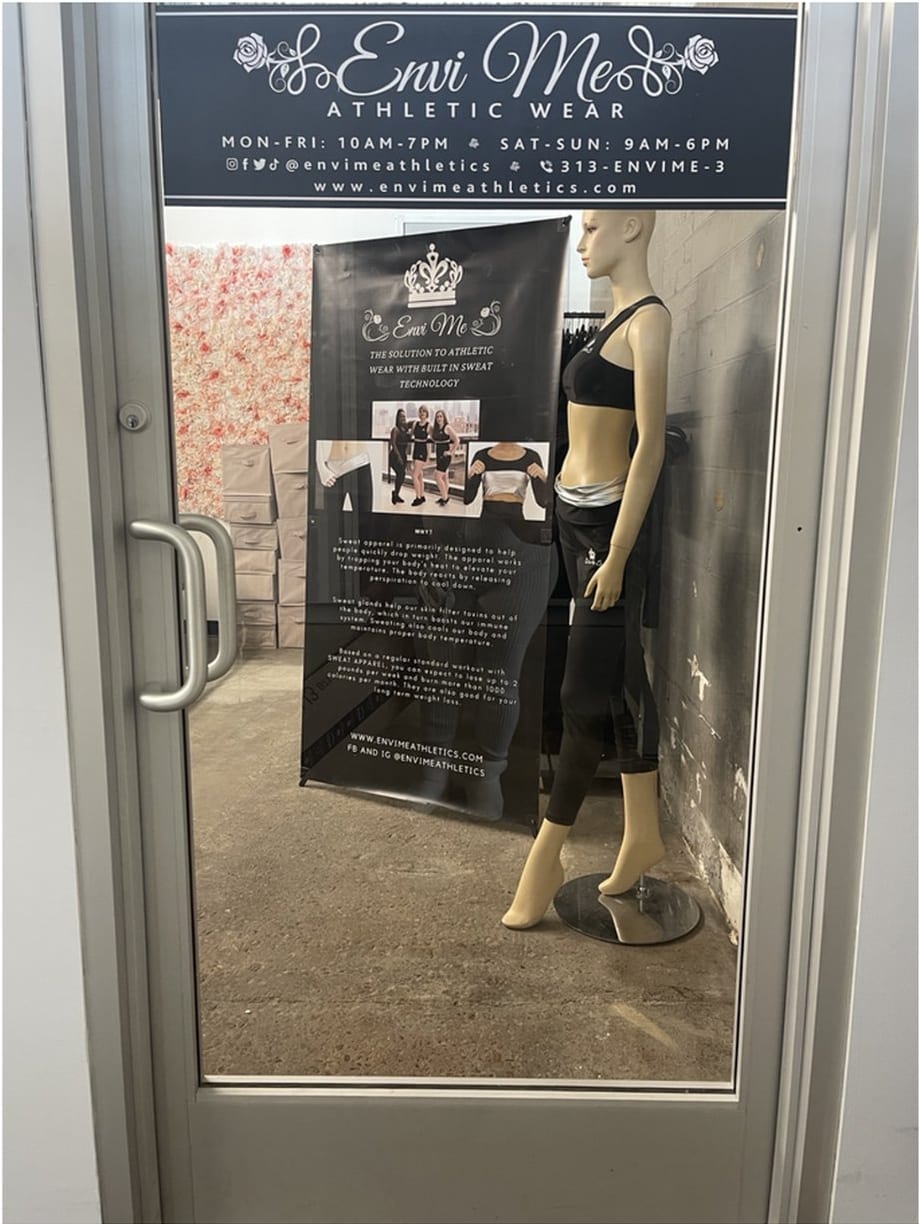 Envi Me
ATHLETIC WEAR
MON-FRI: 10AM-7PM SAT-SUN: 9AM-6PM
@envimeathletics 313-ENVIME-3
www.envimeathletics.com
Envi Me
THE SOLUTION TO ATHLETIC
WEAR WITH BUILT IN SWEAT
TECHNOLOGY
WHY?
Sweat apparel is primarily designed to help
people quickly drop weight. The apparel works
by trapping your body's heat to elevate your
temperature. The body reacts by releasing
perspiration to cool down.
Sweat glands help our skin filter toxins out of
the body, which in turn boosts our immune
system. Sweating also cools our body and
maintains proper body temperature.
Based on a regular standard workout with
SWEAT APPAREL, you can expect to lose up to 2
pounds per week and burn more than 1000
calories per month. They are also good for your
long term weight loss.
WWW.ENVIMEATHLETICS.COM
FB AND IG @ENVIMEATHLETICS